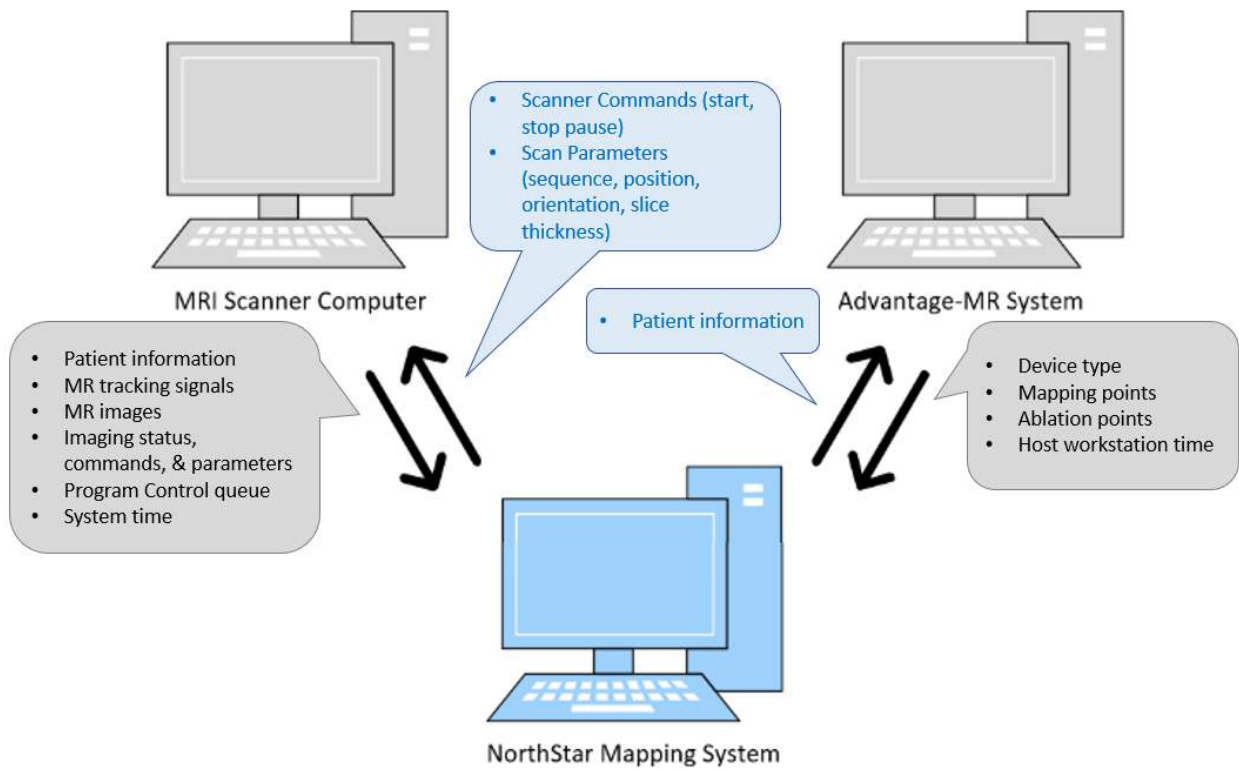 • Scanner Commands (start,
stop pause)
• Scan Parameters
(sequence, position,
orientation, slice
thickness)
MRI Scanner Computer
Advantage-MR System
• Patient information
• Patient information
• MR tracking signals
• MR images
• Imaging status,
commands, & parameters
• Program Control queue
• System time
• Device type
• Mapping points
• Ablation points
• Host workstation time
NorthStar Mapping System